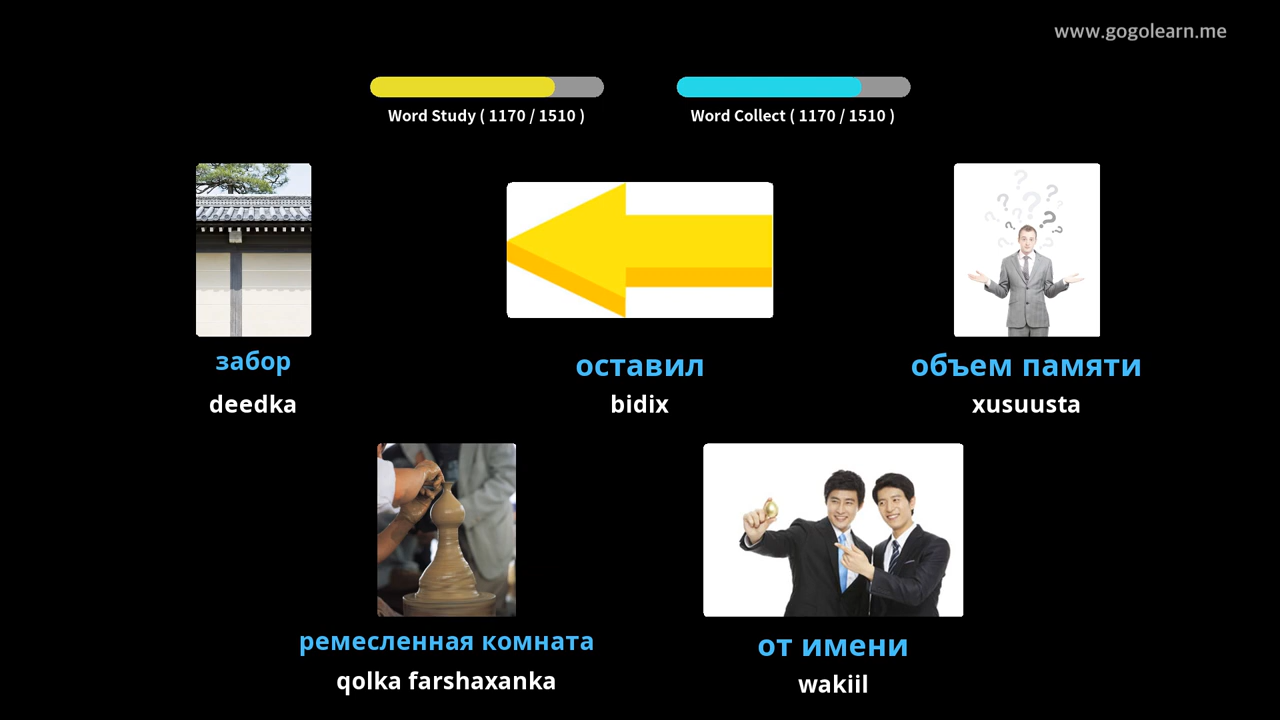 www.gogolearn.me
Word Study ( 1170 / 1510 )
Word Collect ( 1170 / 1510 )
забор
deedka
оставил
bidix
объем памяти
xusuusta
ремесленная комната
qolka farshaxanka
от имени
wakiil